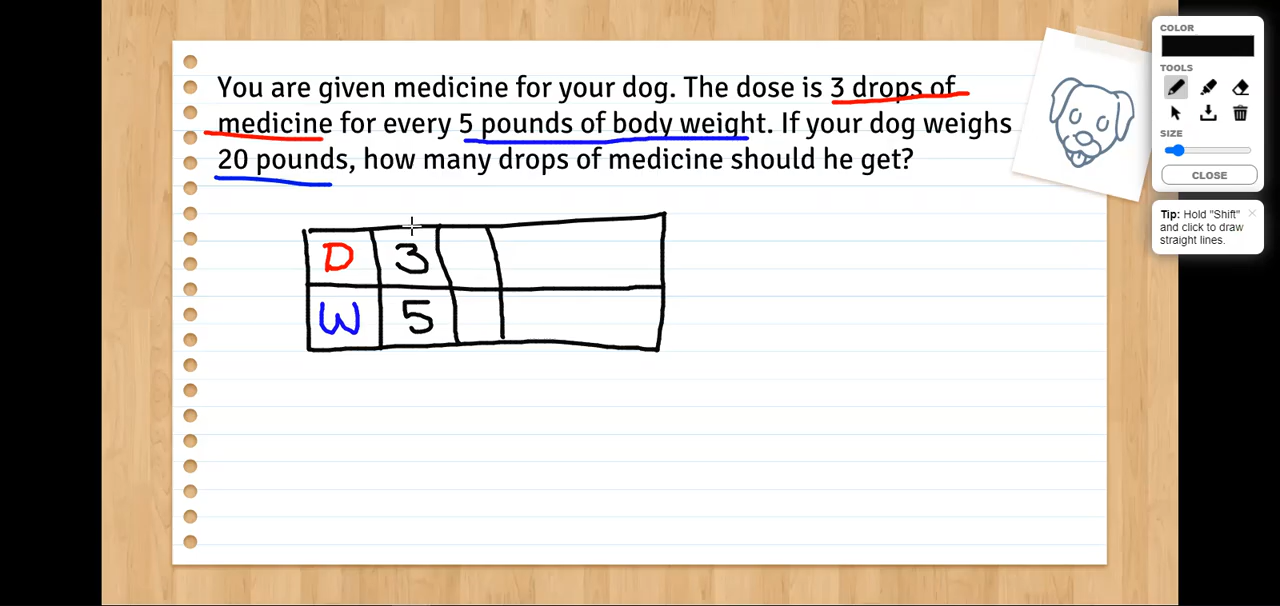 You are given medicine for your dog. The dose is 3 drops of
medicine for every 5 pounds of body weight. If your dog weighs
20 pounds, how many drops of medicine should he get?
D 3
W 5
COLOR
TOOLS
SIZE
CLOSE
Tip: Hold "Shift"
and click to draw
straight lines.